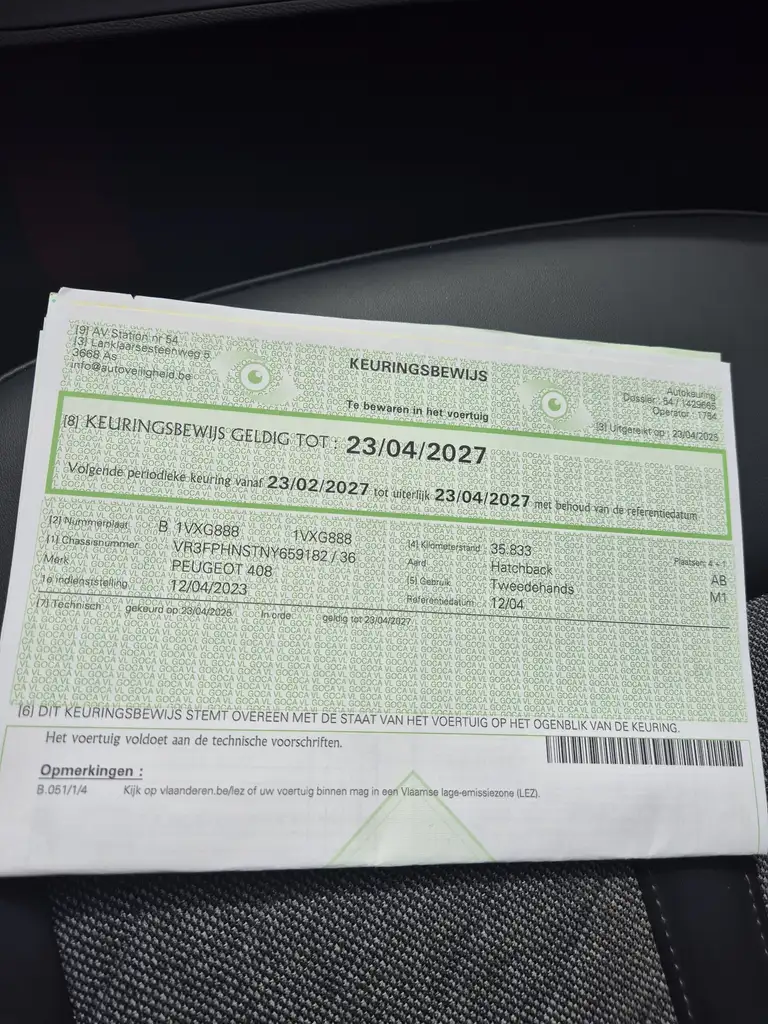 [9] AV Station nr 54
[3] Lanklaarsesteenweg 5
3668 As
info@autoveiligheid.be
KEURINGSBEWIJS
Te bewaren in het voertuig
Autokeuring
Dossier : 54 / 1429665
Operator : 1784
[3] Uitgereikt op : 23/04/2025
[8] KEURINGSBEWIJS GELDIG TOT : 23/04/2027
Volgende periodieke keuring vanaf 23/02/2027 tot uiterlijk 23/04/2027 met behoud van de referentiedatum
[2] Nummerplaat B 1VXG888 1VXG888
[1] Chassisnummer VR3FPHNSTNY659182 / 36
Merk PEUGEOT 408
1e indienststelling 12/04/2023
[4] Kilometerstand 35.833 Plaatsen: 4 + 1
Aard Hatchback AB
[5] Gebruik Tweedehands M1
Referentiedatum 12/04
[7] Technisch gekeurd op 23/04/2025 In orde geldig tot 23/04/2027
[6] DIT KEURINGSBEWIJS STEMT OVEREEN MET DE STAAT VAN HET VOERTUIG OP HET OGENBLIK VAN DE KEURING.
Het voertuig voldoet aan de technische voorschriften.
Opmerkingen :
B.051/1/4 Kijk op vlaanderen.be/lez of uw voertuig binnen mag in een Vlaamse lage-emissiezone (LEZ).